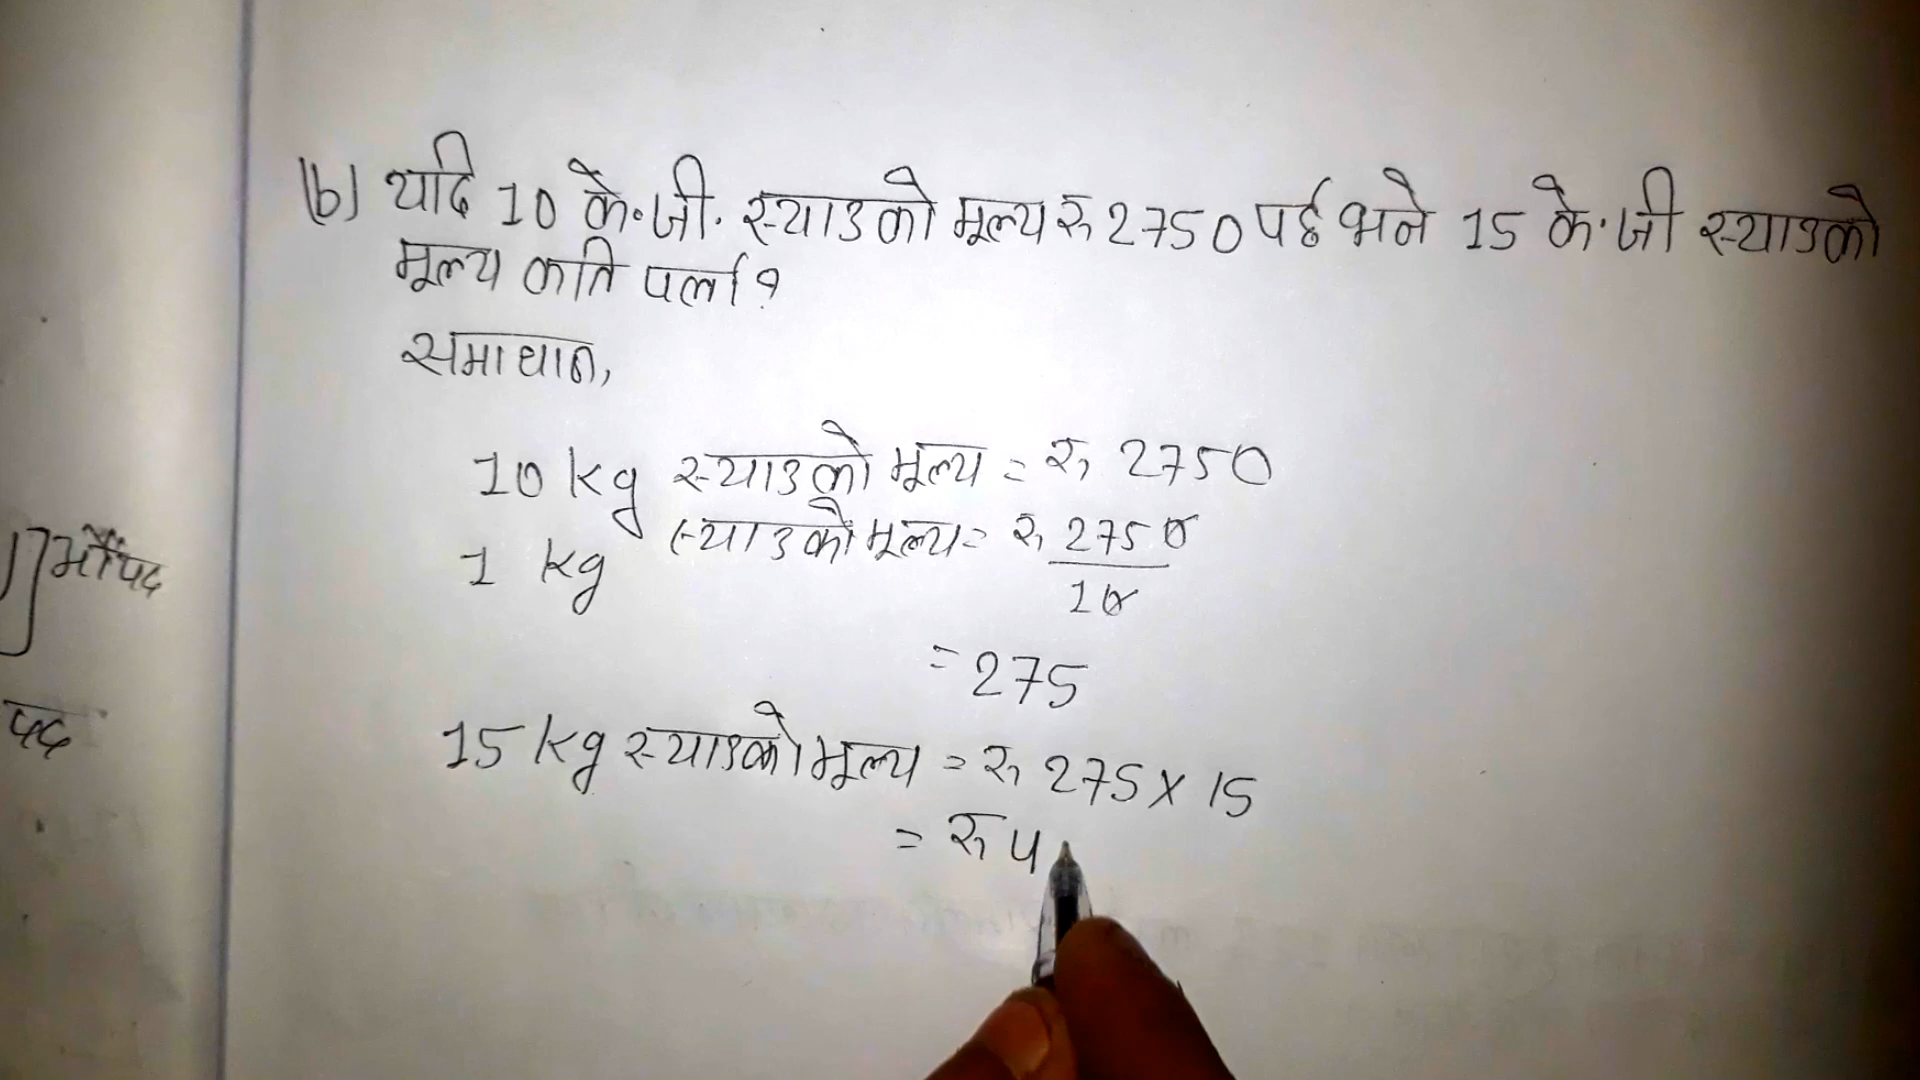 (b) यदि 10 के.जी. स्याउको मूल्य रु 2750 पर्छ भने 15 के.जी स्याउको
मूल्य कति पर्ला?
समाधान,
10 kg स्याउको मूल्य = रु 2750
1 kg स्याउको मूल्य = रु 2750
10
= 275
15 kg स्याउको मूल्य = रु 275 x 15
= रु 4
पद